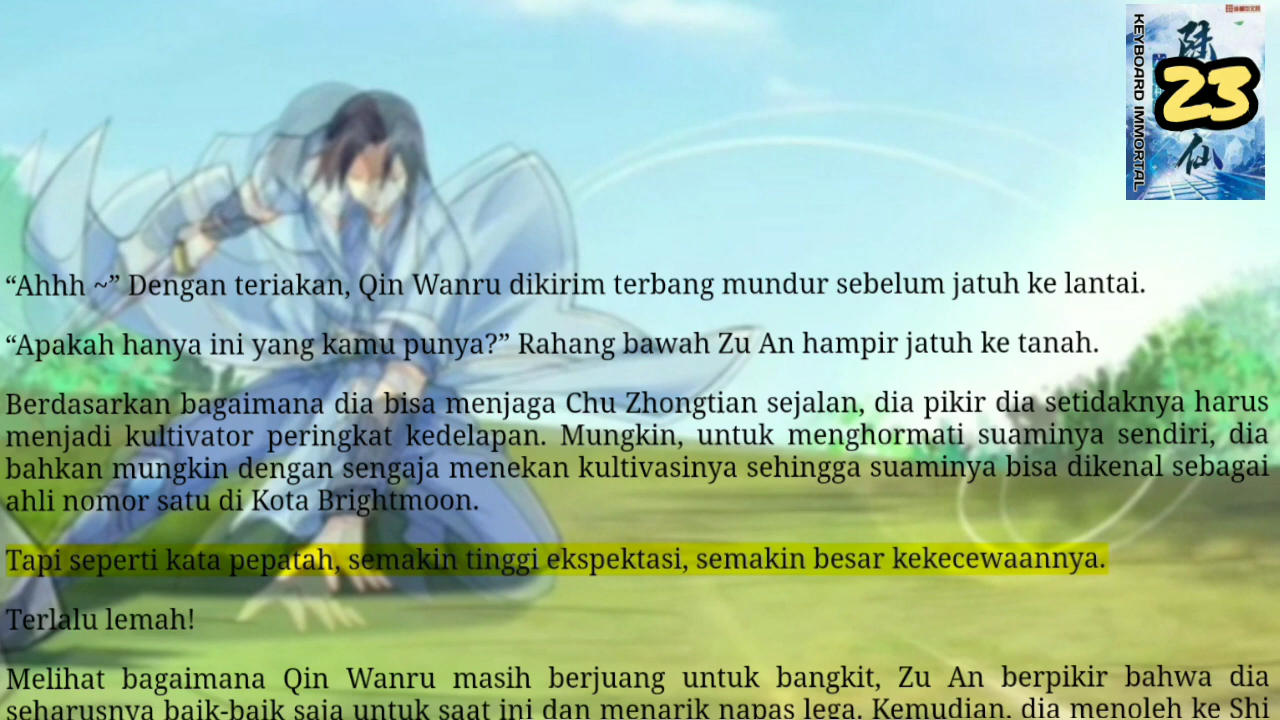 KEYBOARD IMMORTAL
23
仙
“Ahhh ~” Dengan teriakan, Qin Wanru dikirim terbang mundur sebelum jatuh ke lantai.
“Apakah hanya ini yang kamu punya?” Rahang bawah Zu An hampir jatuh ke tanah.
Berdasarkan bagaimana dia bisa menjaga Chu Zhongtian sejalan, dia pikir dia setidaknya harus
menjadi kultivator peringkat kedelapan. Mungkin, untuk menghormati suaminya sendiri, dia
bahkan mungkin dengan sengaja menekan kultivasinya sehingga suaminya bisa dikenal sebagai
ahli nomor satu di Kota Brightmoon.
Tapi seperti kata pepatah, semakin tinggi ekspektasi, semakin besar kekecewaannya.
Terlalu lemah!
Melihat bagaimana Qin Wanru masih berjuang untuk bangkit, Zu An berpikir bahwa dia
seharusnya baik-baik saja untuk saat ini dan menarik napas lega. Kemudian, dia menoleh ke Shi